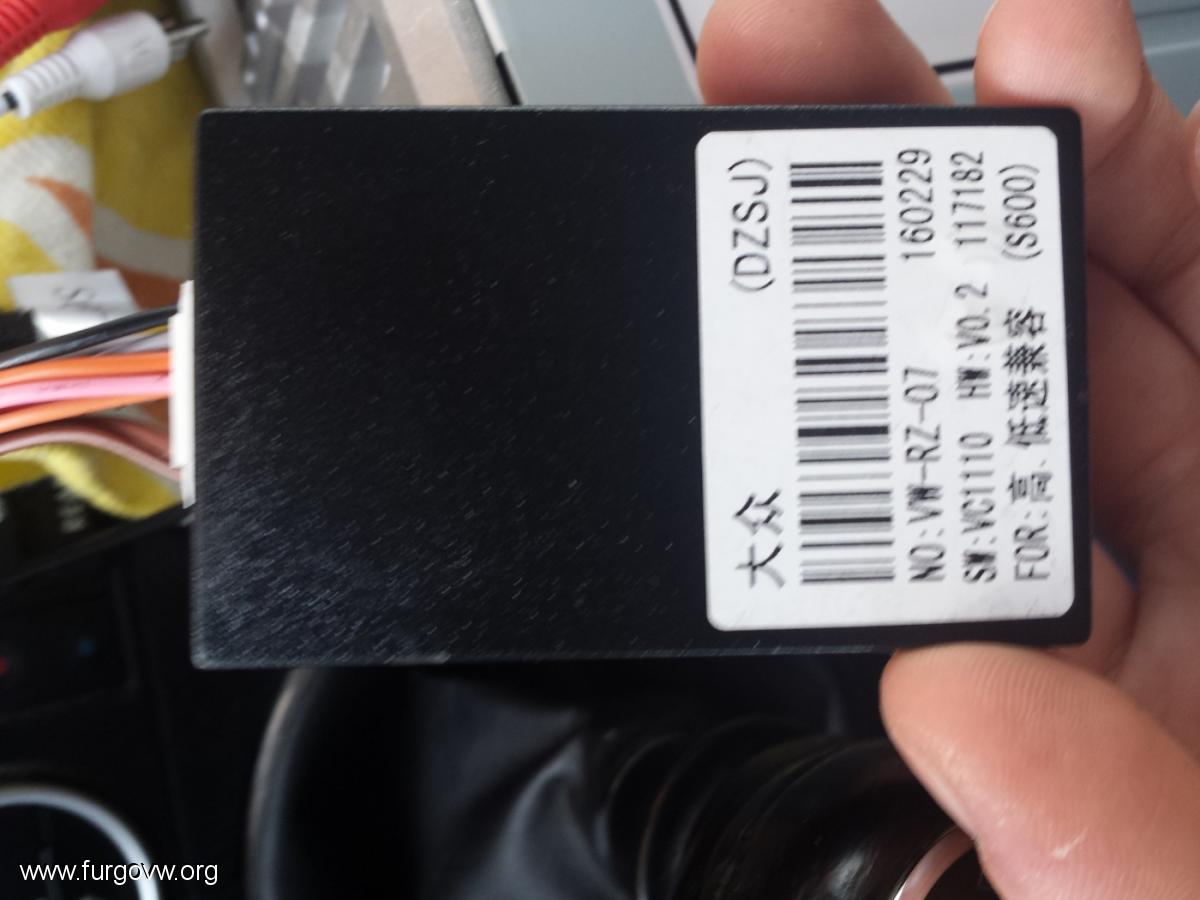 大众 (DZSJ)
NO:VW-RZ-07 160229
SW:VC1110 HW:V0.2 117182
FOR:高、低速兼容 (S600)
www.furgovw.org